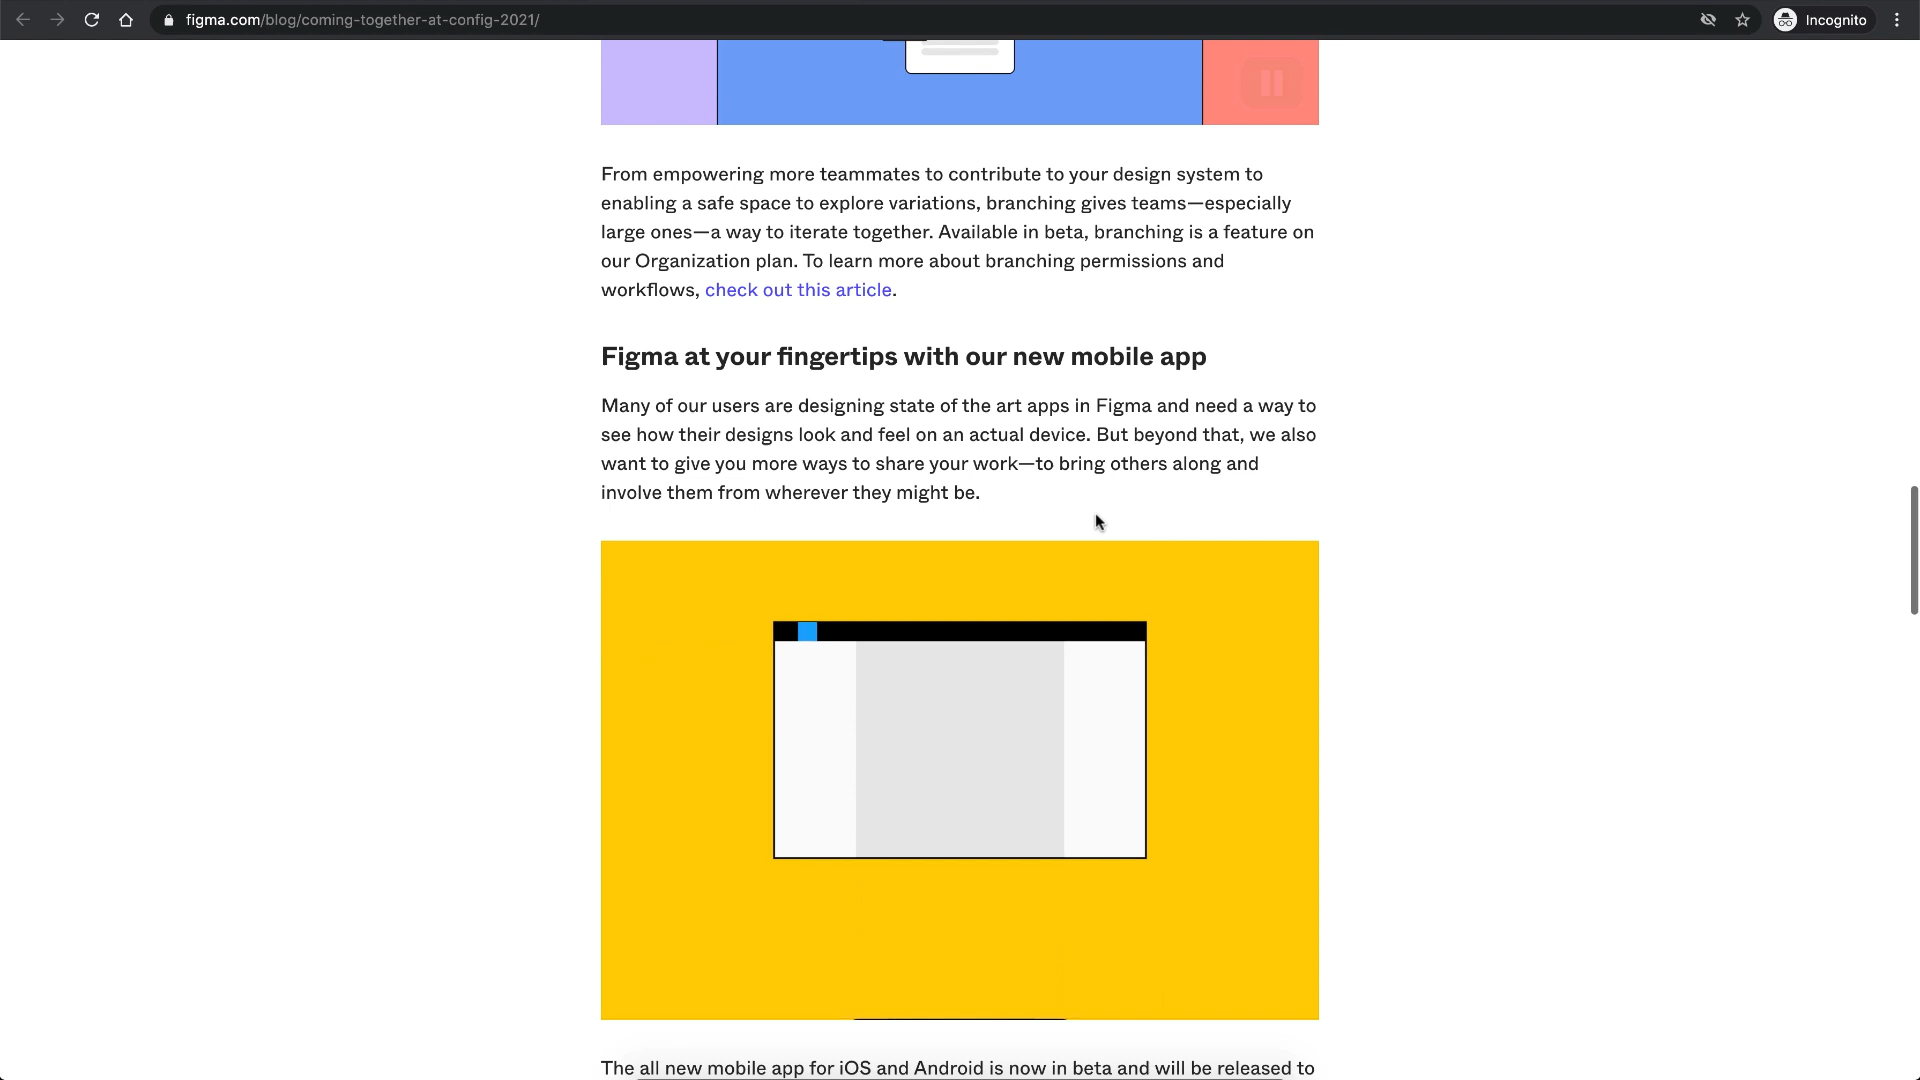 figma.com/blog/coming-together-at-config-2021/
Incognito
From empowering more teammates to contribute to your design system to
enabling a safe space to explore variations, branching gives teams—especially
large ones—a way to iterate together. Available in beta, branching is a feature on
our Organization plan. To learn more about branching permissions and
workflows, check out this article.
Figma at your fingertips with our new mobile app
Many of our users are designing state of the art apps in Figma and need a way to
see how their designs look and feel on an actual device. But beyond that, we also
want to give you more ways to share your work—to bring others along and
involve them from wherever they might be.
The all new mobile app for iOS and Android is now in beta and will be released to